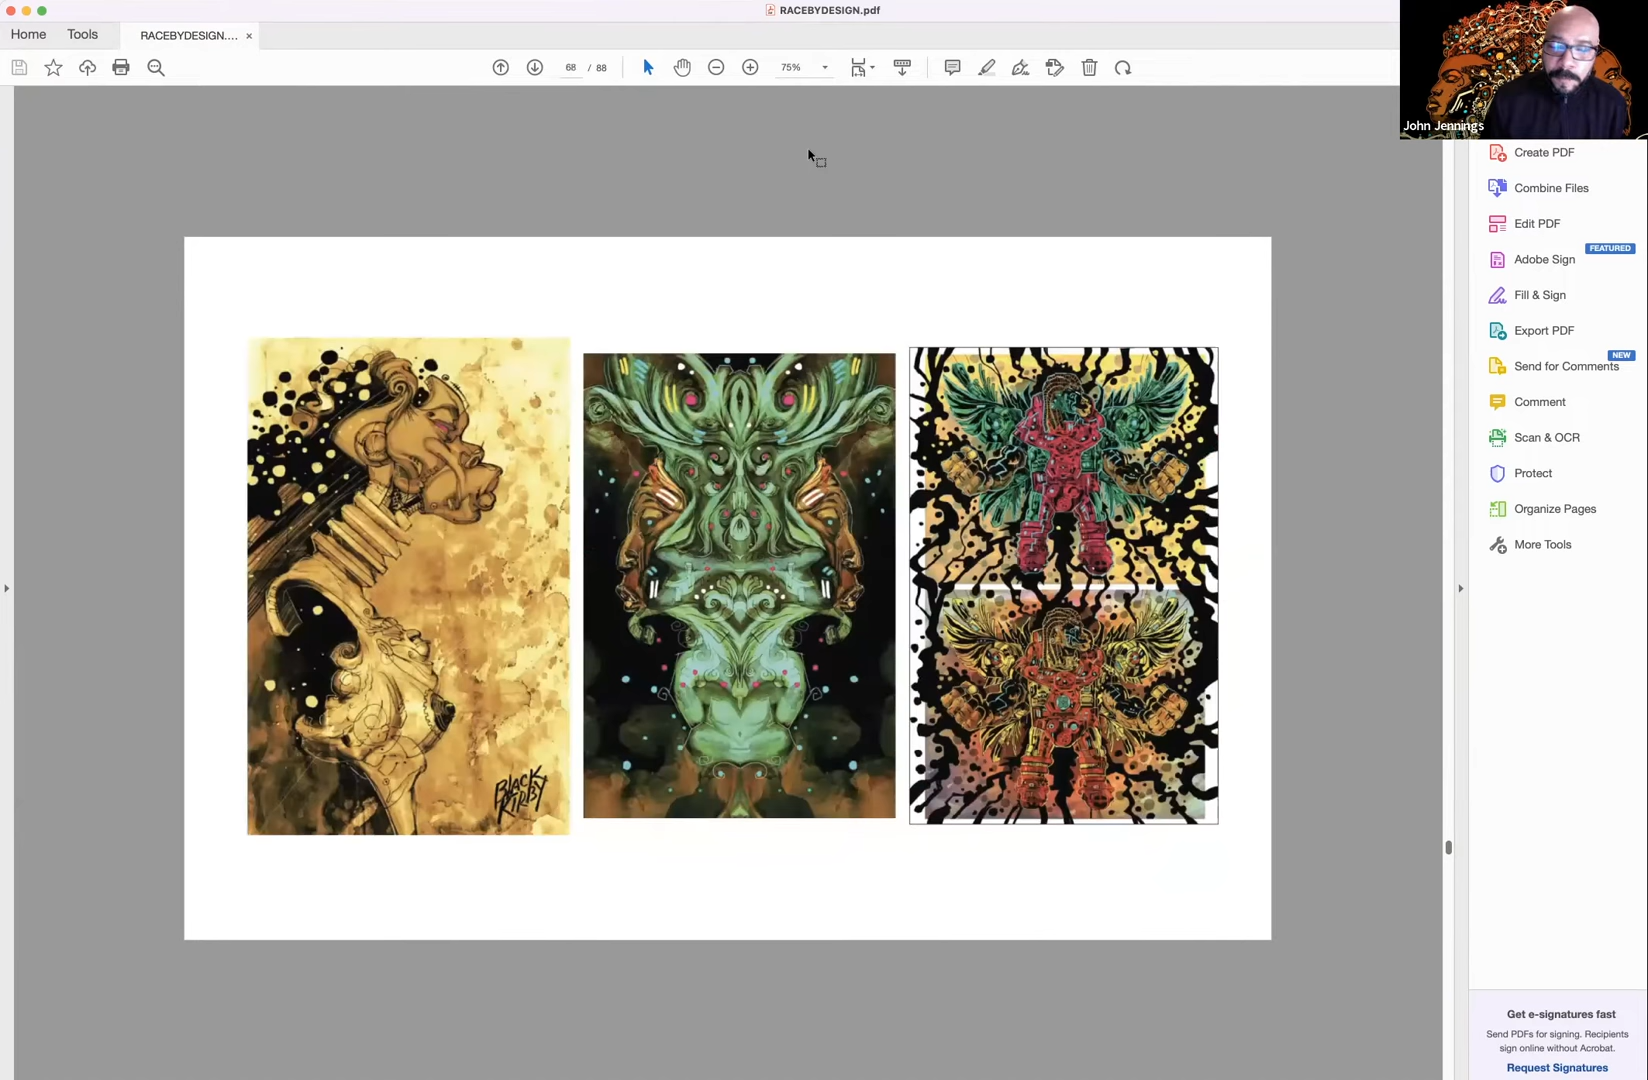 RACEBYDESIGN.pdf
Home
Tools
RACEBYDESIGN....
68 / 88
75%
John Jennings
Create PDF
Combine Files
Edit PDF
FEATURED
Adobe Sign
Fill & Sign
Export PDF
NEW
Send for Comments
Comment
Scan & OCR
Protect
Organize Pages
More Tools
BLACK
KIRBY
Get e-signatures fast
Send PDFs for signing. Recipients
sign online without Acrobat.
Request Signatures